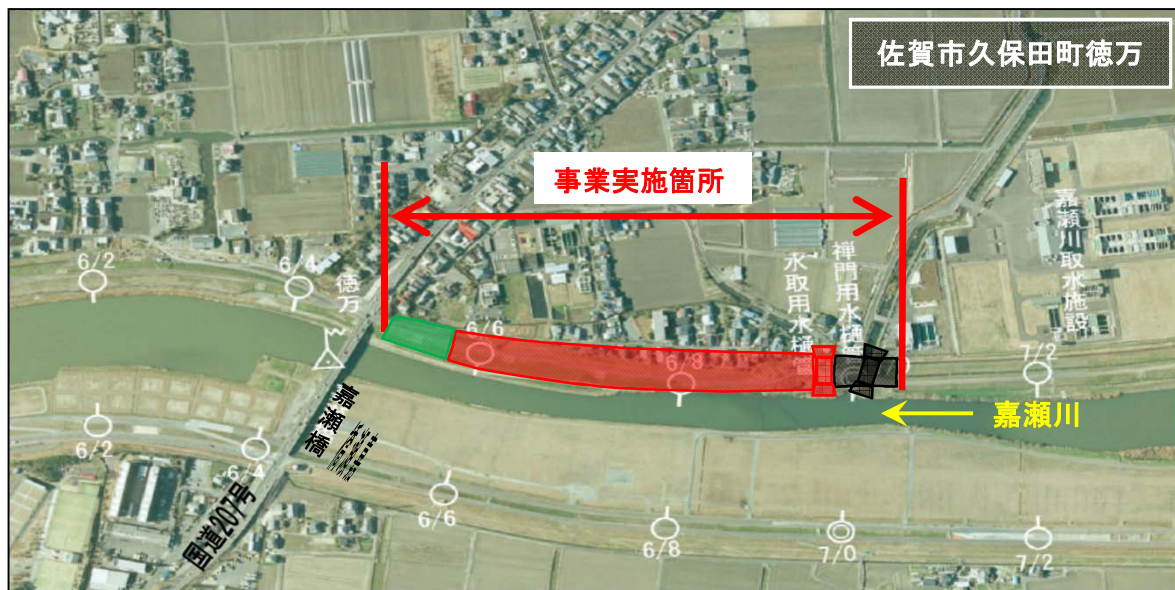 佐賀市久保田町徳万
事業実施箇所
嘉瀬川取水施設
禅門用水樋管
水取用水樋管
6/2
6/4
徳万
6/6
6/8
7/2
嘉瀬川
嘉瀬橋
国道207号
6/2
6/4
6/6
6/8
7/0
7/2